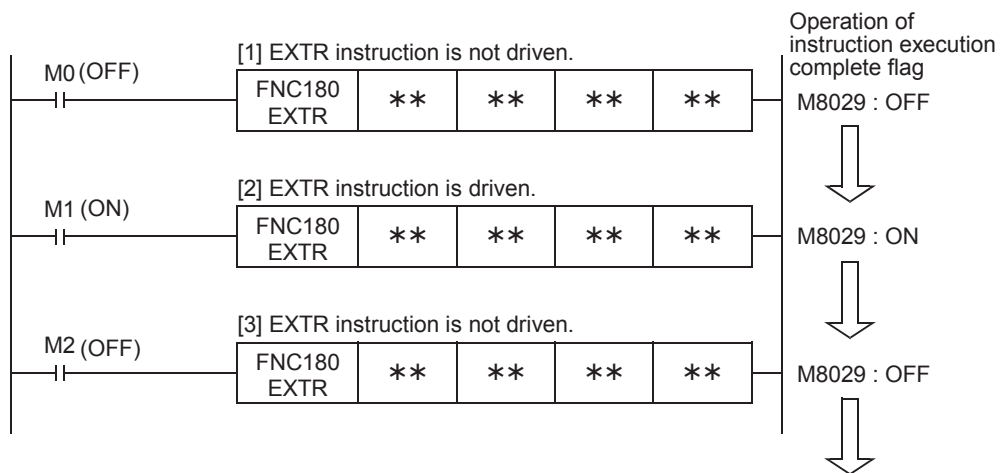 Operation of
instruction execution
complete flag
[1] EXTR instruction is not driven.
M0 (OFF)
FNC180
EXTR
** ** ** **
M8029 : OFF
[2] EXTR instruction is driven.
M1 (ON)
FNC180
EXTR
** ** ** **
M8029 : ON
[3] EXTR instruction is not driven.
M2 (OFF)
FNC180
EXTR
** ** ** **
M8029 : OFF